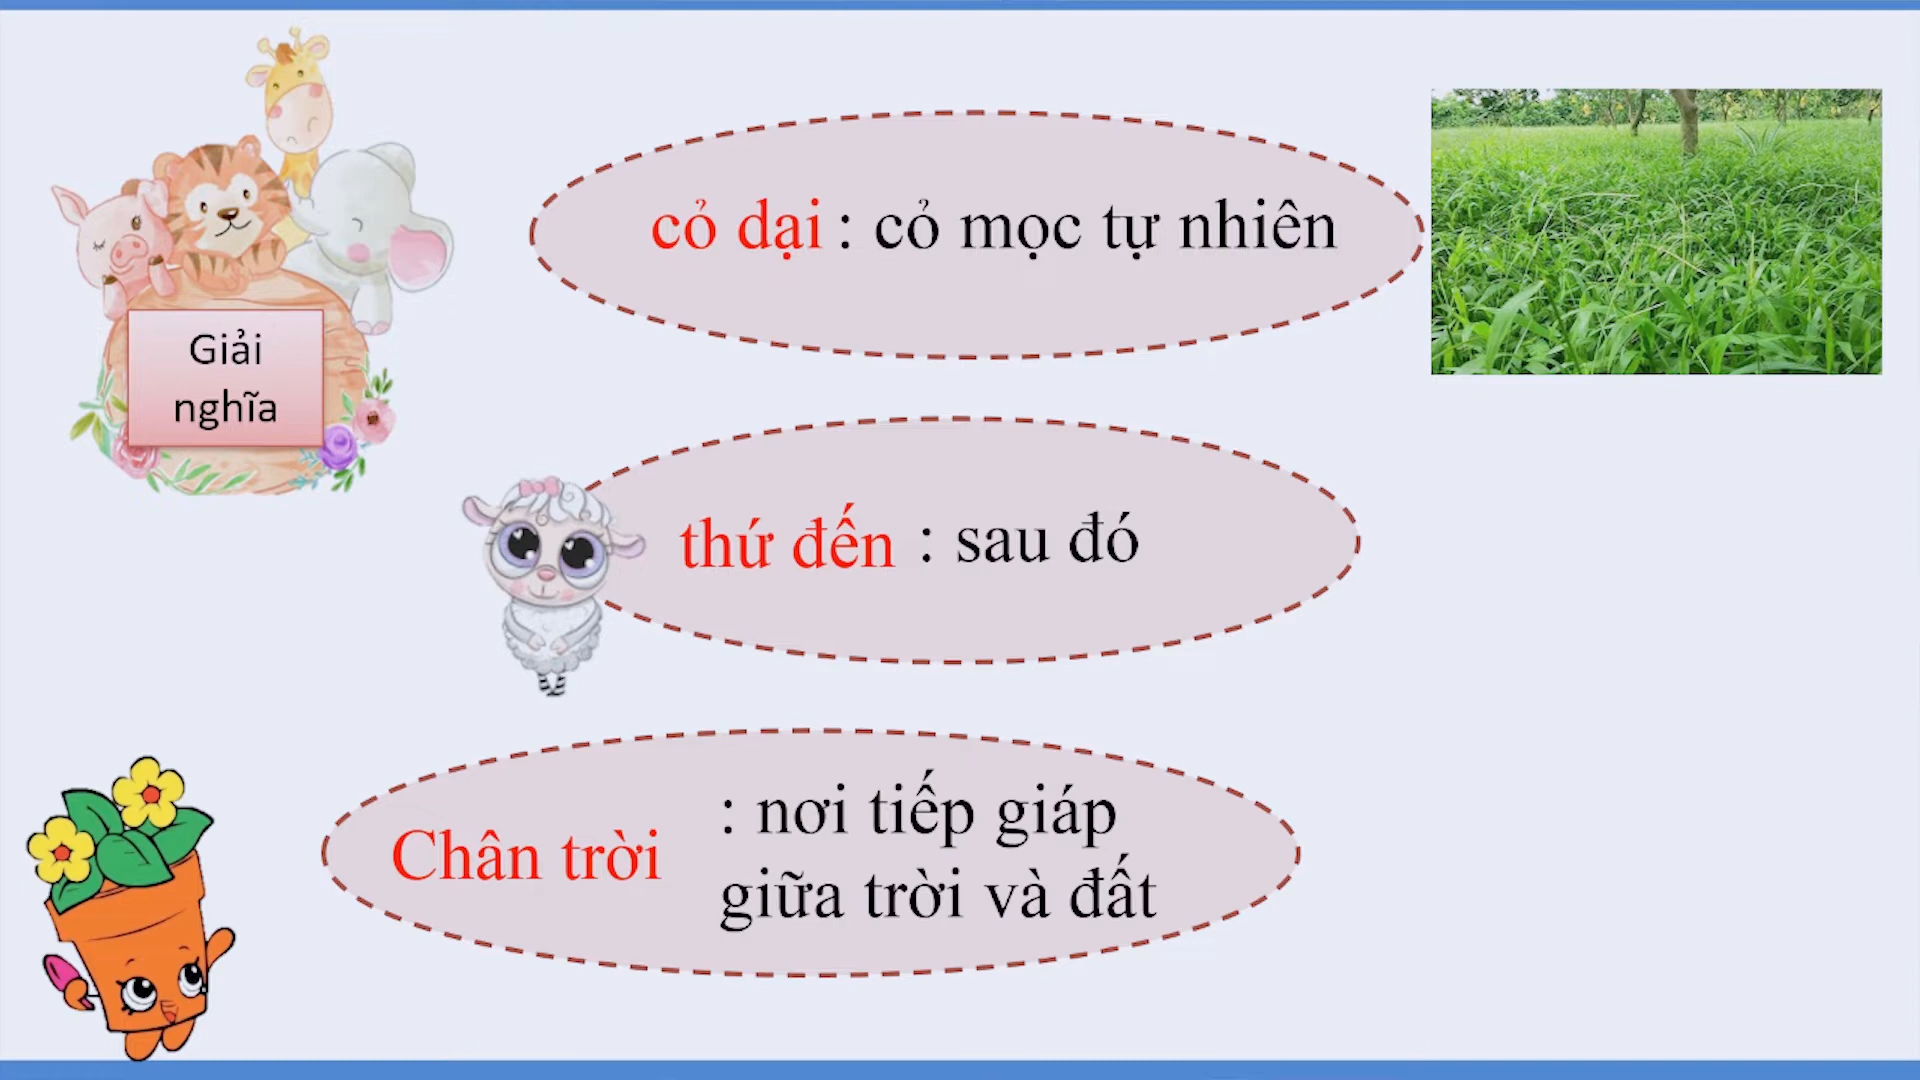 Giải
nghĩa
cỏ dại : cỏ mọc tự nhiên
thứ đến : sau đó
Chân trời : nơi tiếp giáp
giữa trời và đất